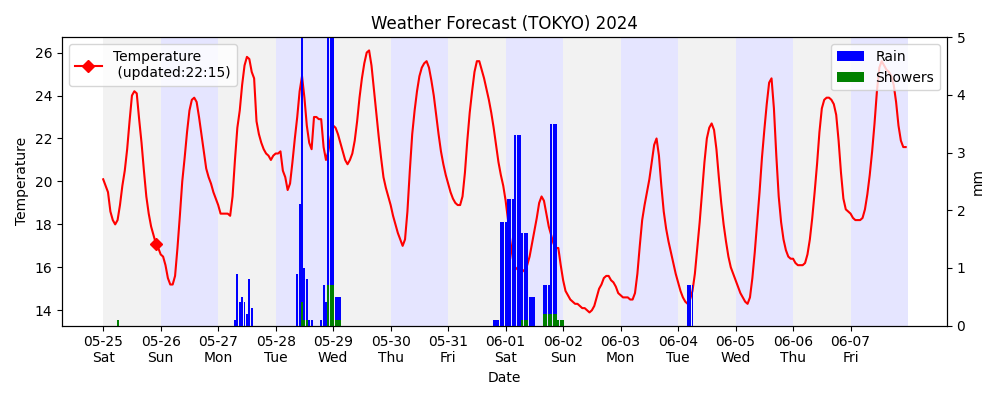 Weather Forecast (TOKYO) 2024
Temperature
(updated:22:15)
Rain
Showers
26
24
22
20
18
16
14
Temperature
5
4
3
2
1
0
mm
05-25 05-26 05-27 05-28 05-29 05-30 05-31 06-01 06-02 06-03 06-04 06-05 06-06 06-07
Sat Sun Mon Tue Wed Thu Fri Sat Sun Mon Tue Wed Thu Fri
Date